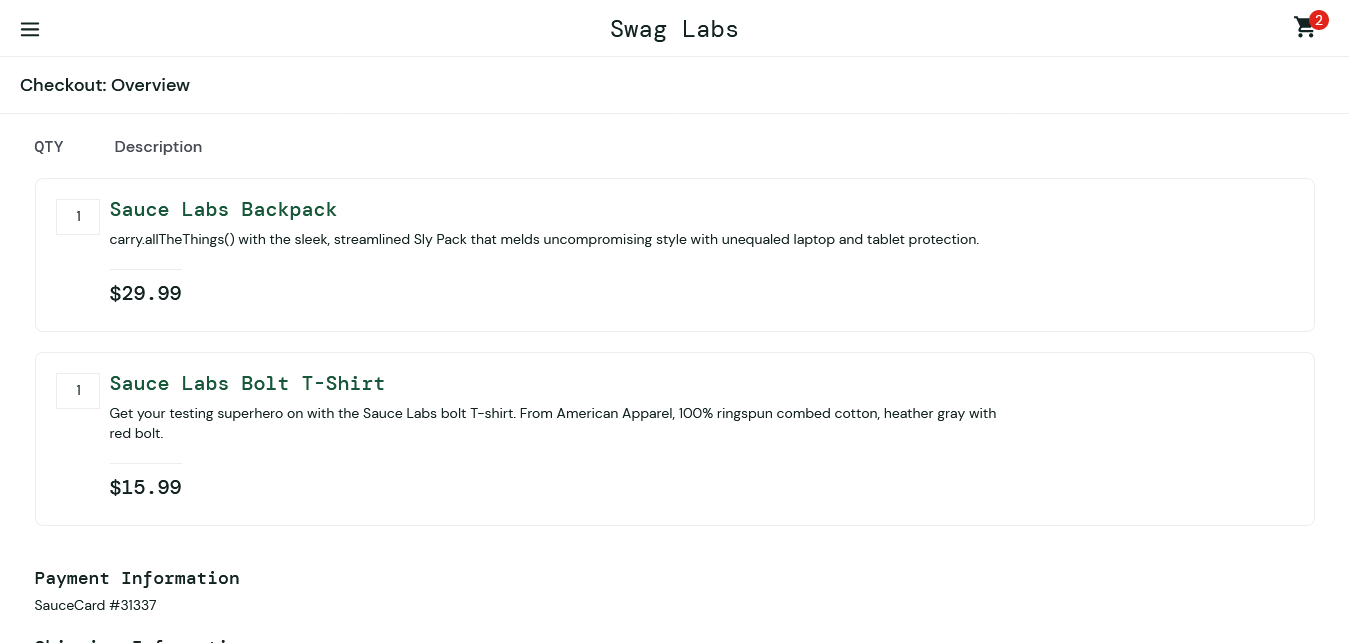 Swag Labs
2
Checkout: Overview
QTY Description
1
Sauce Labs Backpack
carry.allTheThings() with the sleek, streamlined Sly Pack that melds uncompromising style with unequaled laptop and tablet protection.
$29.99
1
Sauce Labs Bolt T-Shirt
Get your testing superhero on with the Sauce Labs bolt T-shirt. From American Apparel, 100% ringspun combed cotton, heather gray with
red bolt.
$15.99
Payment Information
SauceCard #31337